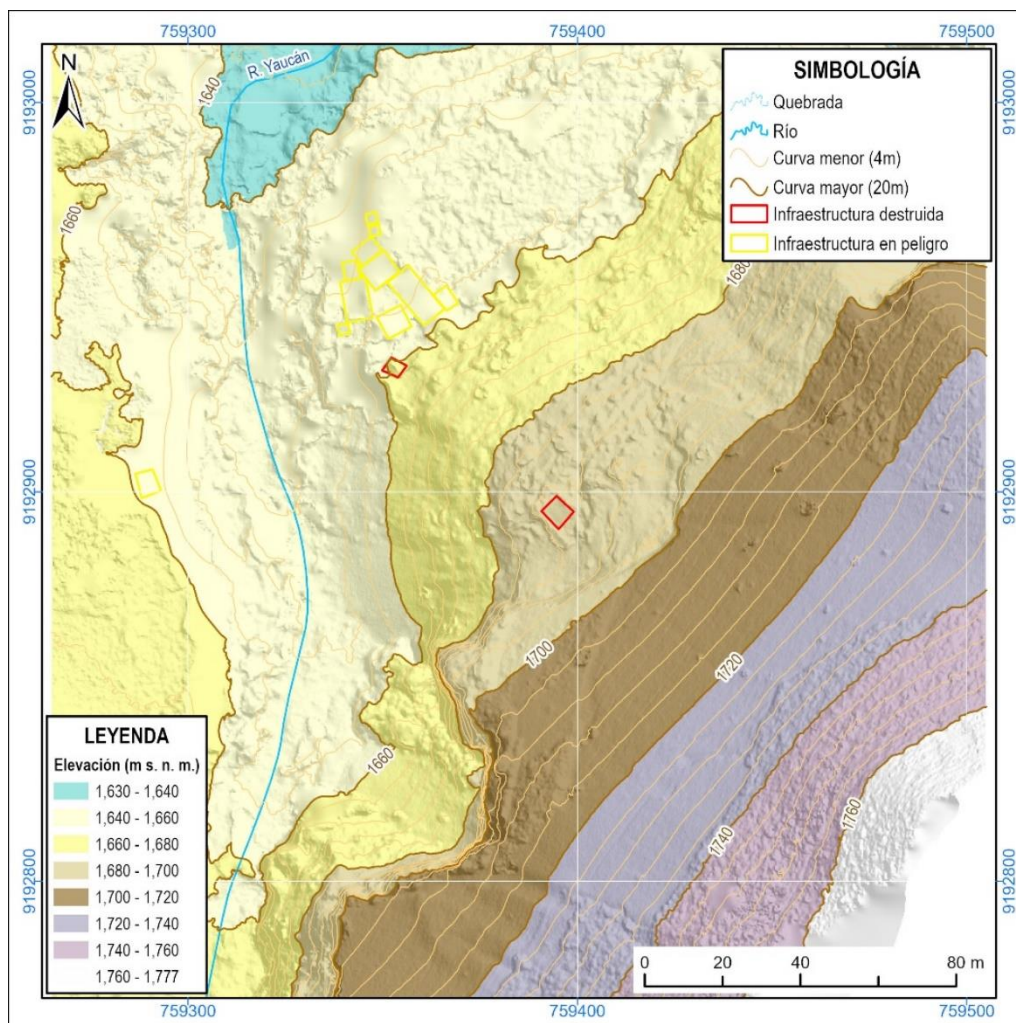 759300
759400
759500
9193000
9193000
N
R. Yaucán
1640
1660
1680
SIMBOLOGÍA
Quebrada
Río
Curva menor (4m)
Curva mayor (20m)
Infraestructura destruida
Infraestructura en peligro
9192900
9192900
1700
1720
1660
1740
1760
LEYENDA
Elevación (m s. n. m.)
1,630 - 1,640
1,640 - 1,660
1,660 - 1,680
1,680 - 1,700
1,700 - 1,720
1,720 - 1,740
1,740 - 1,760
1,760 - 1,777
9192800
9192800
0 20 40 80 m
759300
759400
759500